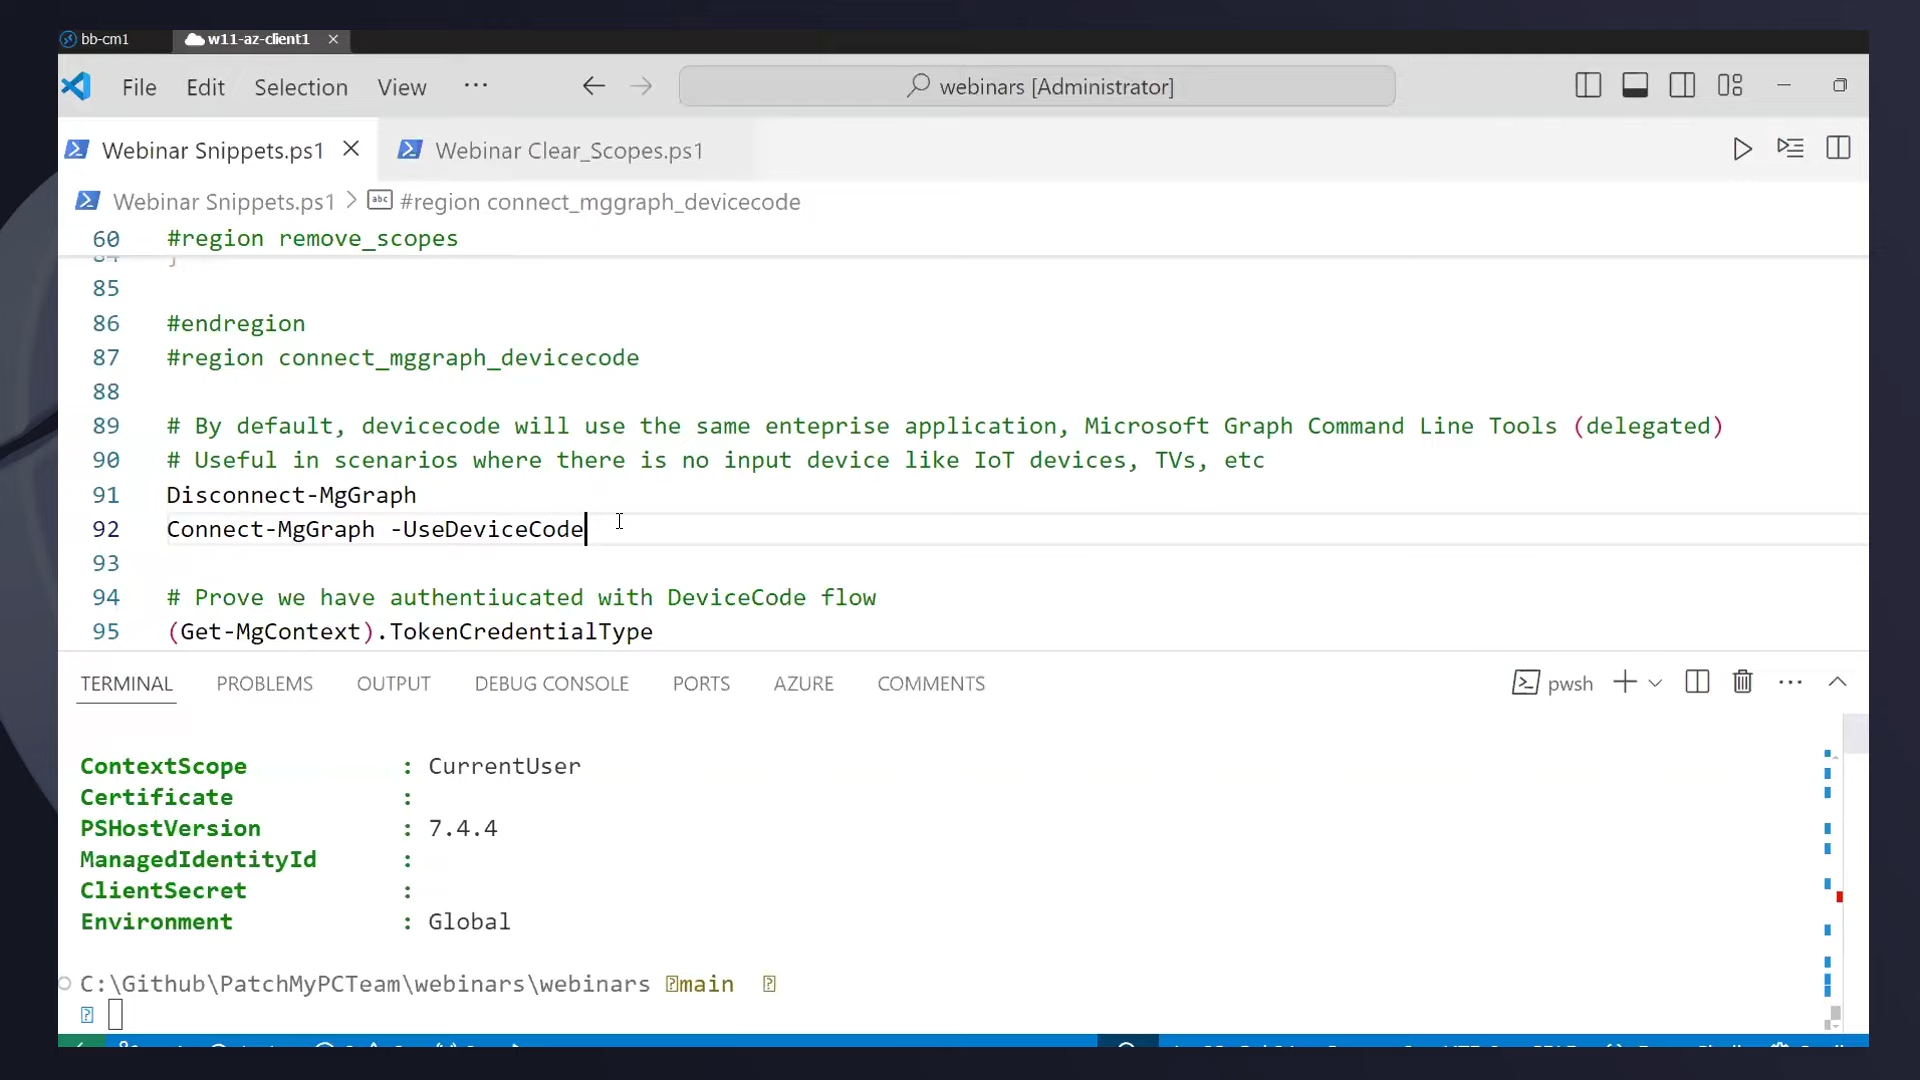 bb-cm1 w11-az-client1
File Edit Selection View ··· webinars [Administrator]
Webinar Snippets.ps1 Webinar Clear_Scopes.ps1
Webinar Snippets.ps1 > #region connect_mggraph_devicecode
60 #region remove_scopes
84 }
85
86 #endregion
87 #region connect_mggraph_devicecode
88
89 # By default, devicecode will use the same enteprise application, Microsoft Graph Command Line Tools (delegated)
90 # Useful in scenarios where there is no input device like IoT devices, TVs, etc
91 Disconnect-MgGraph
92 Connect-MgGraph -UseDeviceCode
93
94 # Prove we have authentiucated with DeviceCode flow
95 (Get-MgContext).TokenCredentialType
TERMINAL PROBLEMS OUTPUT DEBUG CONSOLE PORTS AZURE COMMENTS pwsh
ContextScope : CurrentUser
Certificate :
PSHostVersion : 7.4.4
ManagedIdentityId :
ClientSecret :
Environment : Global
C:\Github\PatchMyPCTeam\webinars\webinars main